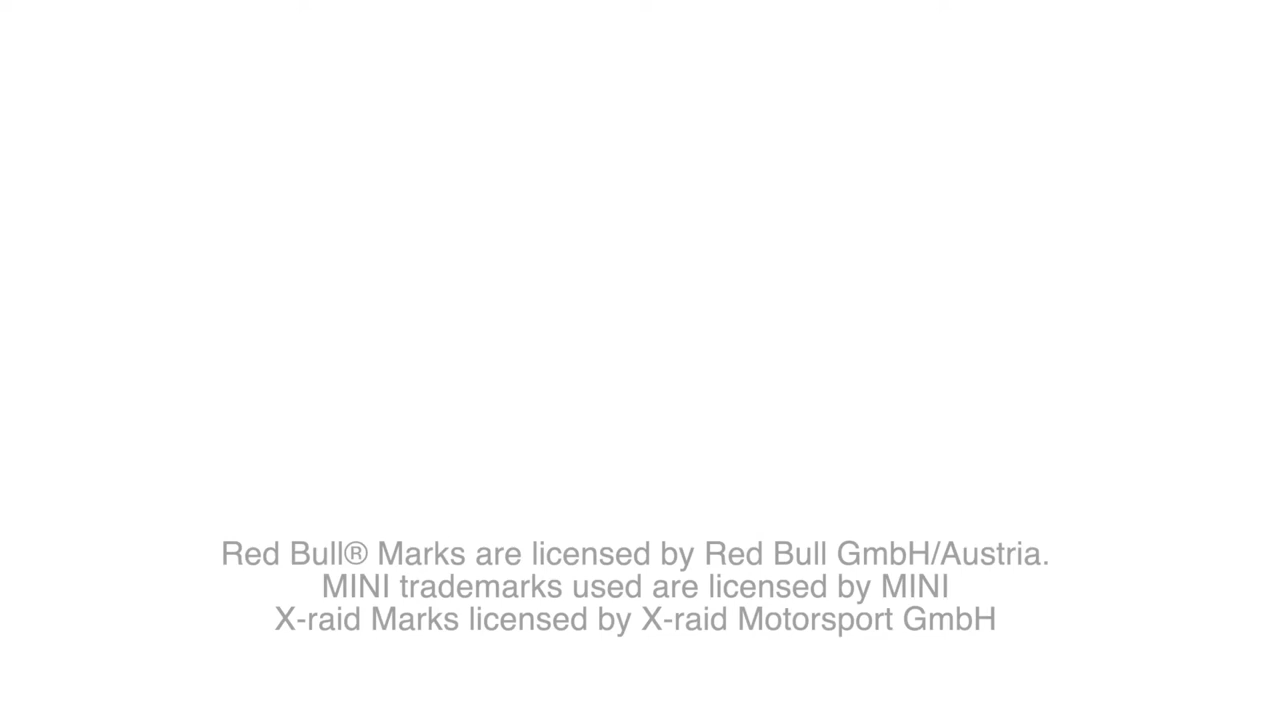 Red Bull® Marks are licensed by Red Bull GmbH/Austria.
MINI trademarks used are licensed by MINI
X-raid Marks licensed by X-raid Motorsport GmbH